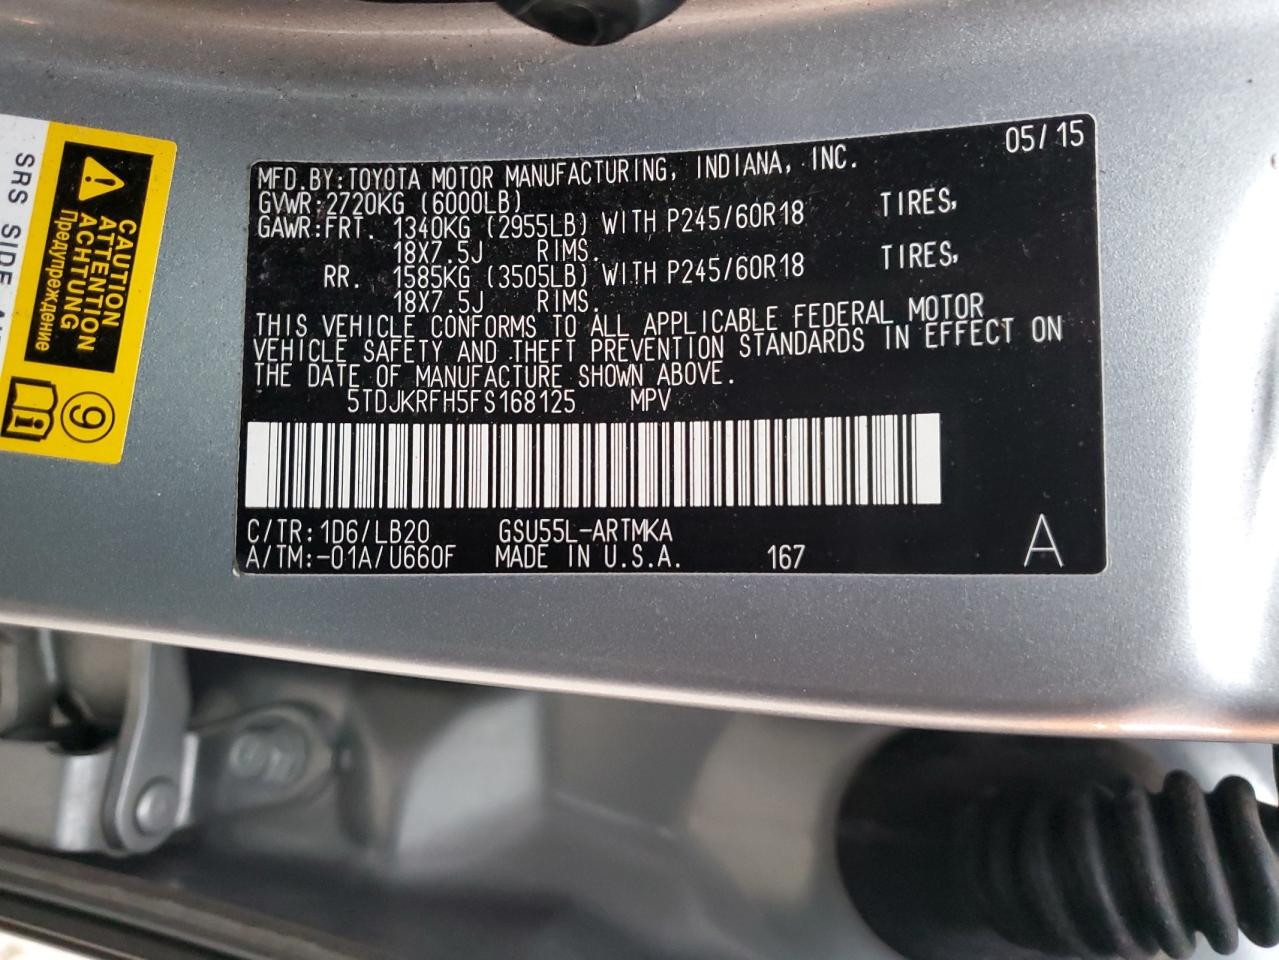 05/15
MFD.BY:TOYOTA MOTOR MANUFACTURING, INDIANA, INC.
GVWR:2720KG (6000LB)
GAWR:FRT. 1340KG (2955LB) WITH P245/60R18 TIRES,
18X7.5J RIMS.
RR. 1585KG (3505LB) WITH P245/60R18 TIRES,
18X7.5J RIMS.
THIS VEHICLE CONFORMS TO ALL APPLICABLE FEDERAL MOTOR
VEHICLE SAFETY AND THEFT PREVENTION STANDARDS IN EFFECT ON
THE DATE OF MANUFACTURE SHOWN ABOVE.
5TDJKRFH5FS168125 MPV
C/TR:1D6/LB20 GSU55L-ARTMKA
A/TM:-01A/U660F MADE IN U.S.A. 167 A
CAUTION
ATTENTION
ACHTUNG
Предупреждение
9
SRS SIDE